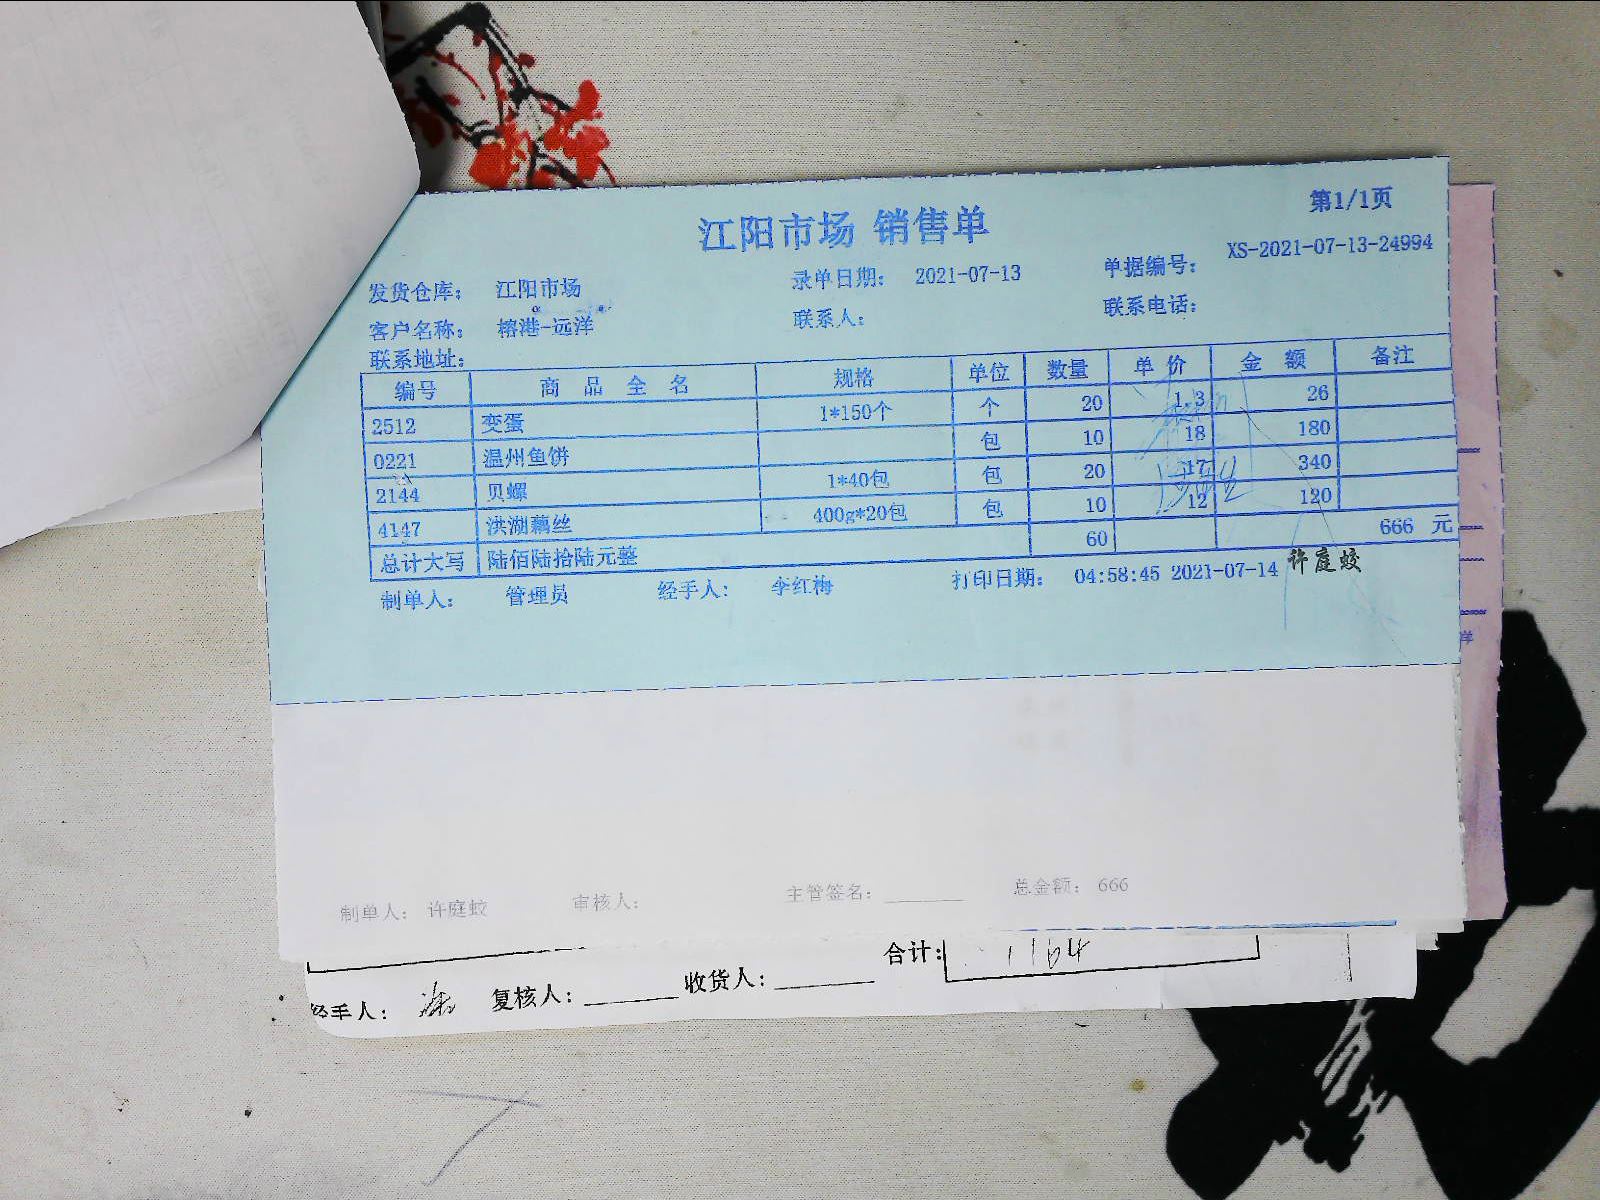 第1/1页
江阳市场 销售单
发货仓库： 江阳市场 录单日期： 2021-07-13 单据编号： XS-2021-07-13-24994
客户名称： 榕港-远洋 联系人： 联系电话：
联系地址：
编号 商 品 全 名 规格 单位 数量 单 价 金 额 备注
2512 变蛋 1*150个 个 20 1.3 26
0221 温州鱼饼 包 10 18 180
2144 贝螺 1*40包 包 20 17 340
4147 洪湖藕丝 400g*20包 包 10 12 120
总计大写 陆佰陆拾陆元整 60 666 元
制单人： 管理员 经手人： 李红梅 打印日期： 04:58:45 2021-07-14 许庭蛟
制单人： 许庭蛟 审核人： 主管签名： 总金额： 666
合计： 1164
经手人： 复核人： 收货人：